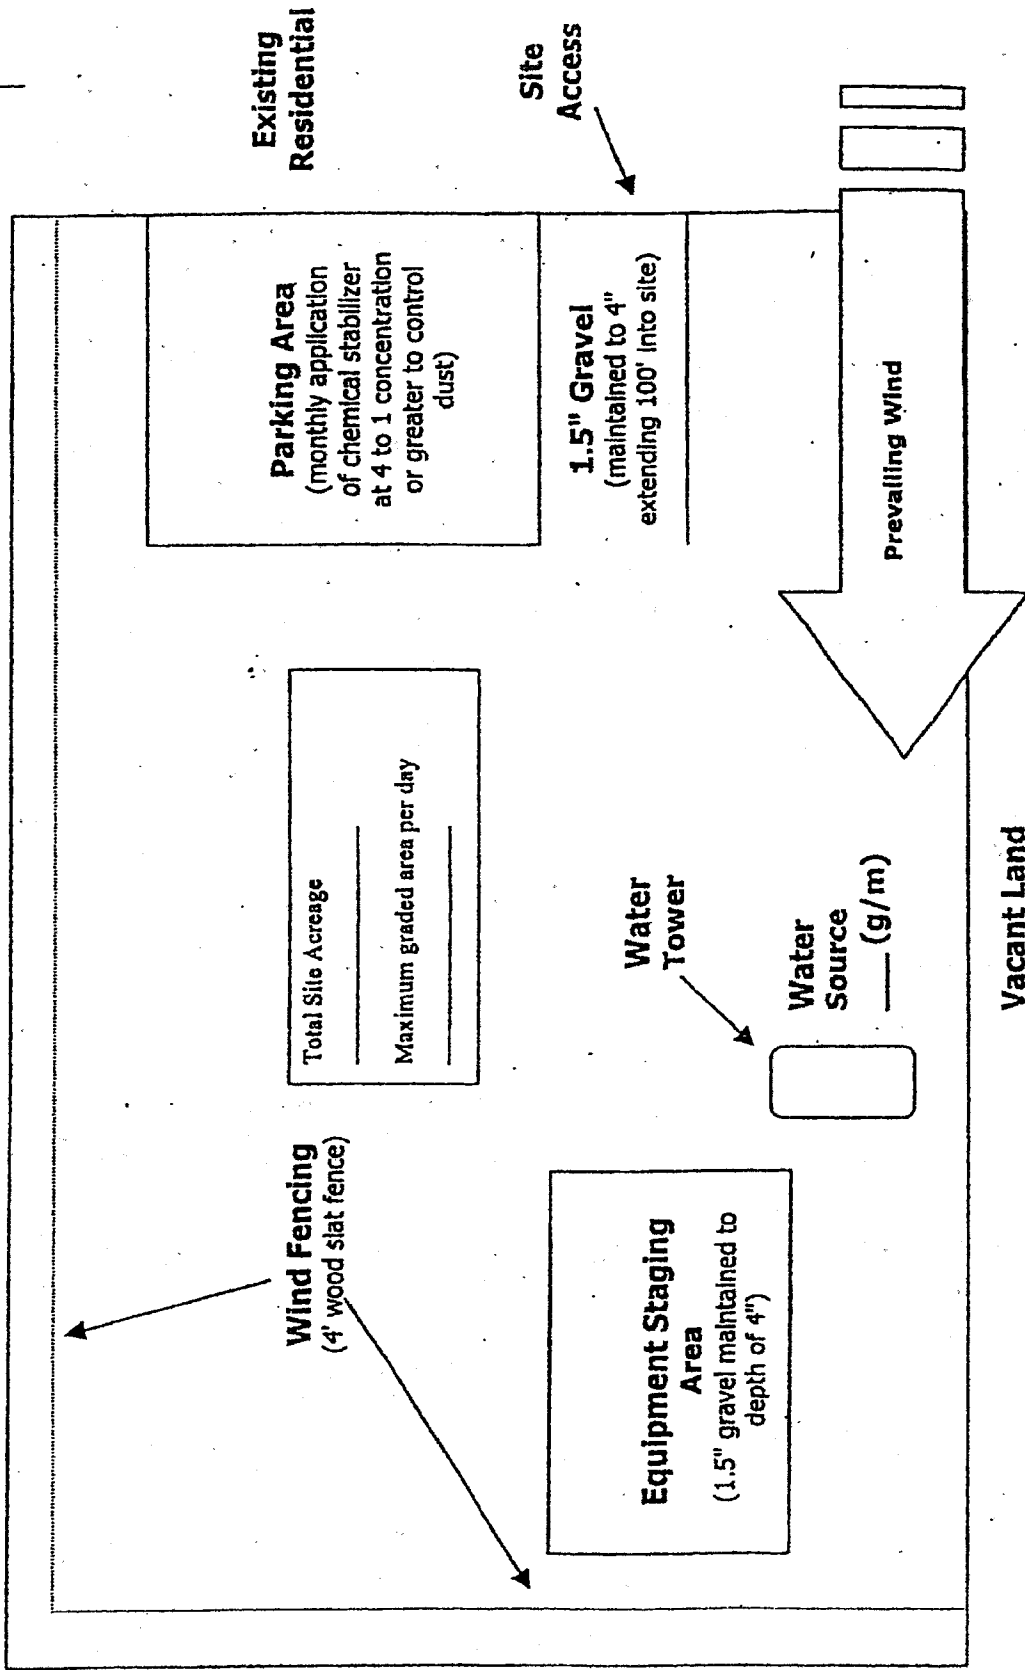 Existing
Residential
Site
Access
Parking Area
(monthly application
of chemical stabilizer
at 4 to 1 concentration
or greater to control
dust)
1.5" Gravel
(maintained to 4"
extending 100' into site)
Prevailing Wind
Total Site Acreage
Maximum graded area per day
Water
Tower
Water
Source
____ (g/m)
Vacant Land
Wind Fencing
(4' wood slat fence)
Equipment Staging
Area
(1.5" gravel maintained to
depth of 4")